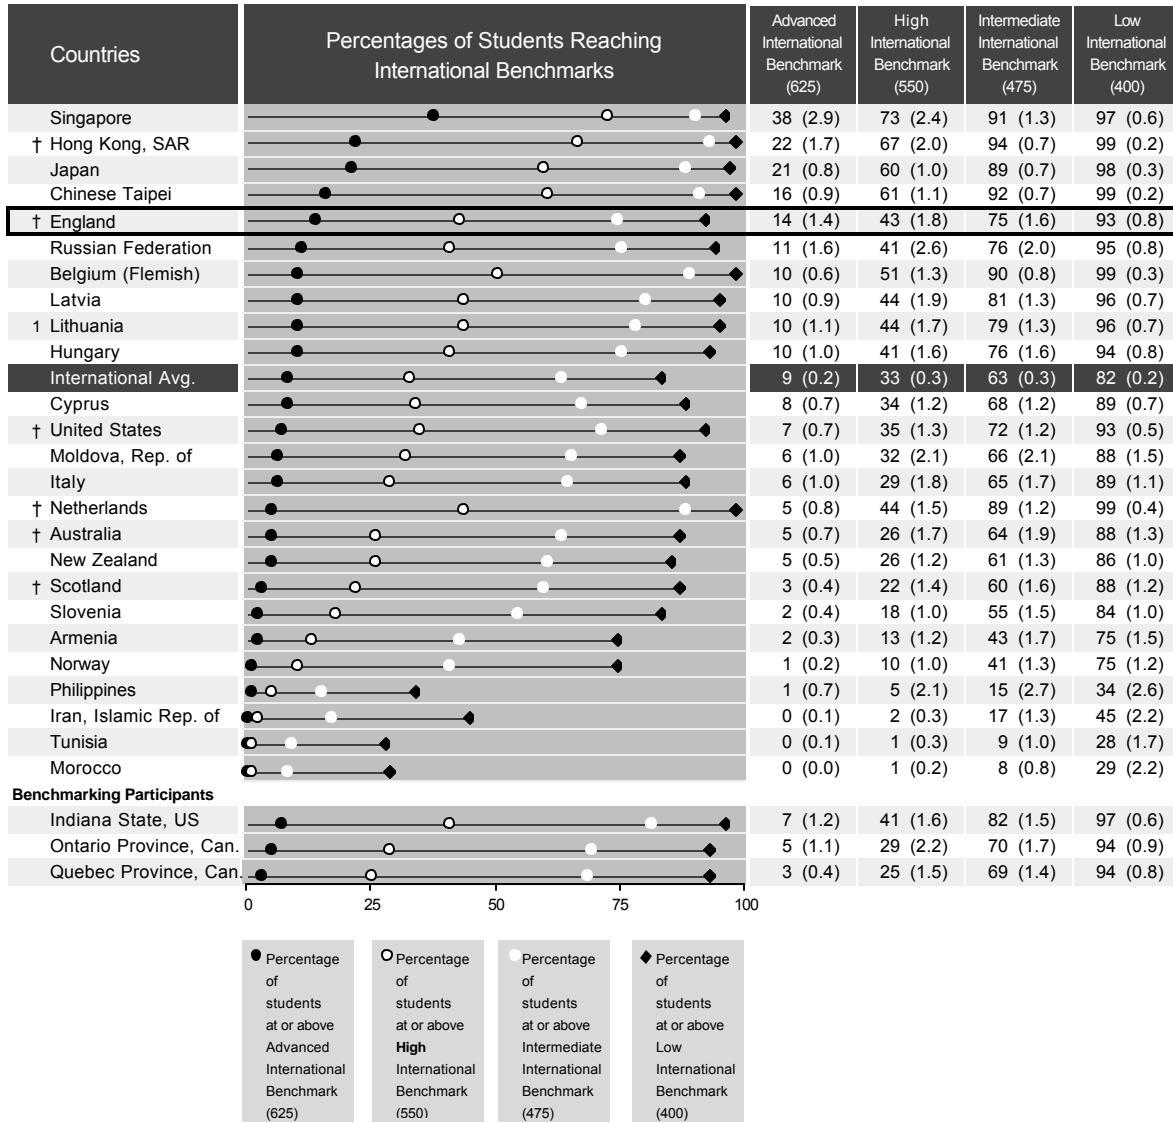 Countries
Percentages of Students Reaching
International Benchmarks
Advanced
International
Benchmark
(625)
High
International
Benchmark
(550)
Intermediate
International
Benchmark
(475)
Low
International
Benchmark
(400)
Singapore 38 (2.9) 73 (2.4) 91 (1.3) 97 (0.6)
† Hong Kong, SAR 22 (1.7) 67 (2.0) 94 (0.7) 99 (0.2)
Japan 21 (0.8) 60 (1.0) 89 (0.7) 98 (0.3)
Chinese Taipei 16 (0.9) 61 (1.1) 92 (0.7) 99 (0.2)
† England 14 (1.4) 43 (1.8) 75 (1.6) 93 (0.8)
Russian Federation 11 (1.6) 41 (2.6) 76 (2.0) 95 (0.8)
Belgium (Flemish) 10 (0.6) 51 (1.3) 90 (0.8) 99 (0.3)
Latvia 10 (0.9) 44 (1.9) 81 (1.3) 96 (0.7)
1 Lithuania 10 (1.1) 44 (1.7) 79 (1.3) 96 (0.7)
Hungary 10 (1.0) 41 (1.6) 76 (1.6) 94 (0.8)
International Avg. 9 (0.2) 33 (0.3) 63 (0.3) 82 (0.2)
Cyprus 8 (0.7) 34 (1.2) 68 (1.2) 89 (0.7)
† United States 7 (0.7) 35 (1.3) 72 (1.2) 93 (0.5)
Moldova, Rep. of 6 (1.0) 32 (2.1) 66 (2.1) 88 (1.5)
Italy 6 (1.0) 29 (1.8) 65 (1.7) 89 (1.1)
† Netherlands 5 (0.8) 44 (1.5) 89 (1.2) 99 (0.4)
† Australia 5 (0.7) 26 (1.7) 64 (1.9) 88 (1.3)
New Zealand 5 (0.5) 26 (1.2) 61 (1.3) 86 (1.0)
† Scotland 3 (0.4) 22 (1.4) 60 (1.6) 88 (1.2)
Slovenia 2 (0.4) 18 (1.0) 55 (1.5) 84 (1.0)
Armenia 2 (0.3) 13 (1.2) 43 (1.7) 75 (1.5)
Norway 1 (0.2) 10 (1.0) 41 (1.3) 75 (1.2)
Philippines 1 (0.7) 5 (2.1) 15 (2.7) 34 (2.6)
Iran, Islamic Rep. of 0 (0.1) 2 (0.3) 17 (1.3) 45 (2.2)
Tunisia 0 (0.1) 1 (0.3) 9 (1.0) 28 (1.7)
Morocco 0 (0.0) 1 (0.2) 8 (0.8) 29 (2.2)
Benchmarking Participants
Indiana State, US 7 (1.2) 41 (1.6) 82 (1.5) 97 (0.6)
Ontario Province, Can. 5 (1.1) 29 (2.2) 70 (1.7) 94 (0.9)
Quebec Province, Can. 3 (0.4) 25 (1.5) 69 (1.4) 94 (0.8)
0 25 50 75 100
Percentage
of
students
at or above
Advanced
International
Benchmark
(625)
Percentage
of
students
at or above
High
International
Benchmark
(550)
Percentage
of
students
at or above
Intermediate
International
Benchmark
(475)
Percentage
of
students
at or above
Low
International
Benchmark
(400)